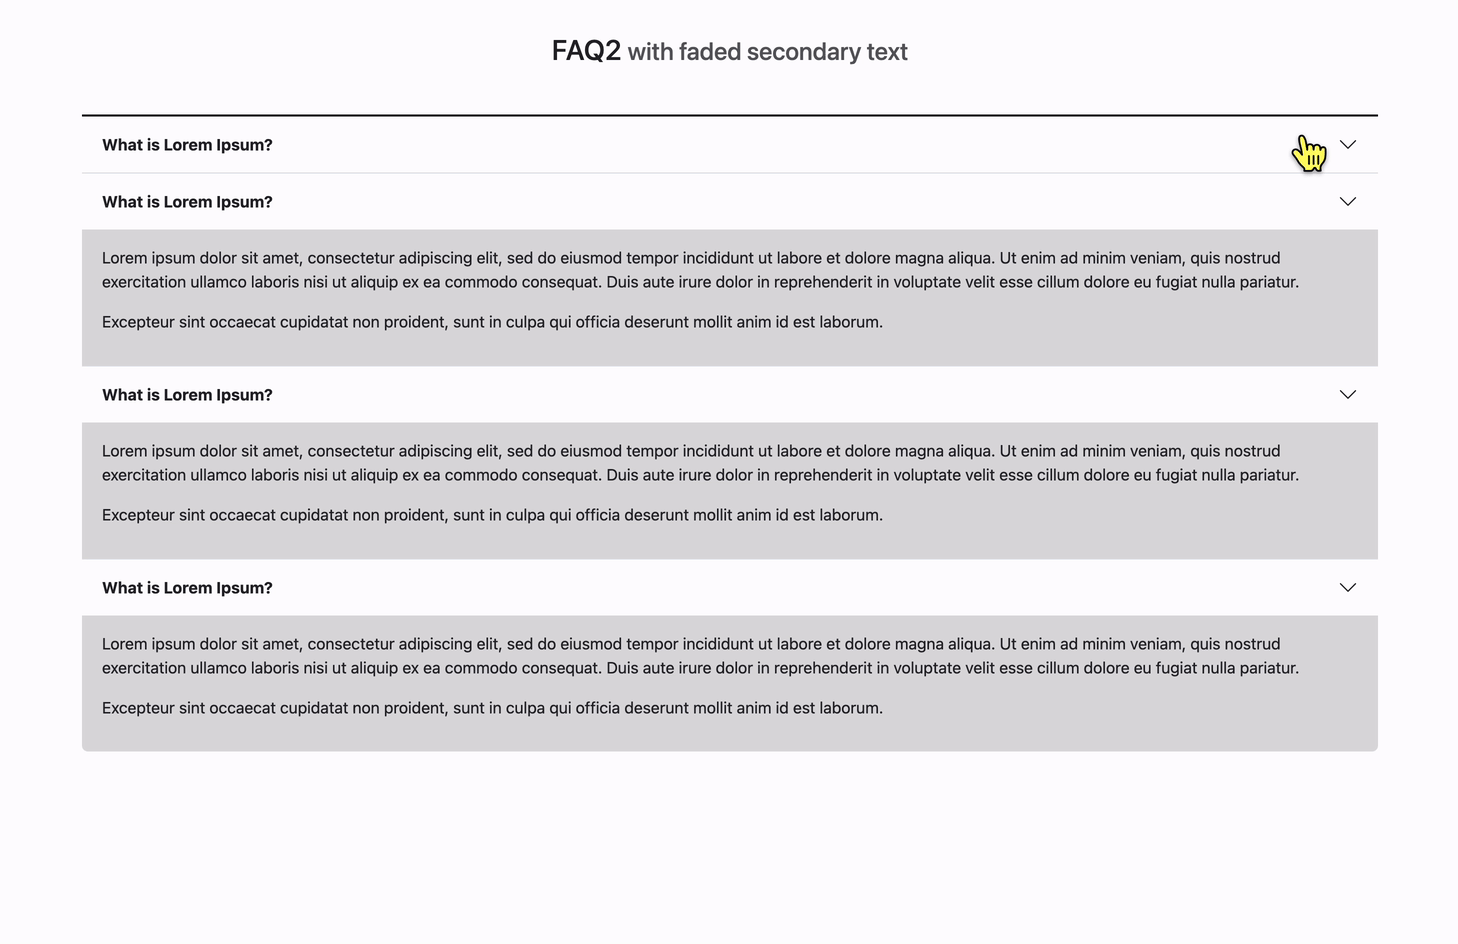 FAQ2 with faded secondary text
What is Lorem Ipsum?
What is Lorem Ipsum?
Lorem ipsum dolor sit amet, consectetur adipiscing elit, sed do eiusmod tempor incididunt ut labore et dolore magna aliqua. Ut enim ad minim veniam, quis nostrud
exercitation ullamco laboris nisi ut aliquip ex ea commodo consequat. Duis aute irure dolor in reprehenderit in voluptate velit esse cillum dolore eu fugiat nulla pariatur.
Excepteur sint occaecat cupidatat non proident, sunt in culpa qui officia deserunt mollit anim id est laborum.
What is Lorem Ipsum?
Lorem ipsum dolor sit amet, consectetur adipiscing elit, sed do eiusmod tempor incididunt ut labore et dolore magna aliqua. Ut enim ad minim veniam, quis nostrud
exercitation ullamco laboris nisi ut aliquip ex ea commodo consequat. Duis aute irure dolor in reprehenderit in voluptate velit esse cillum dolore eu fugiat nulla pariatur.
Excepteur sint occaecat cupidatat non proident, sunt in culpa qui officia deserunt mollit anim id est laborum.
What is Lorem Ipsum?
Lorem ipsum dolor sit amet, consectetur adipiscing elit, sed do eiusmod tempor incididunt ut labore et dolore magna aliqua. Ut enim ad minim veniam, quis nostrud
exercitation ullamco laboris nisi ut aliquip ex ea commodo consequat. Duis aute irure dolor in reprehenderit in voluptate velit esse cillum dolore eu fugiat nulla pariatur.
Excepteur sint occaecat cupidatat non proident, sunt in culpa qui officia deserunt mollit anim id est laborum.